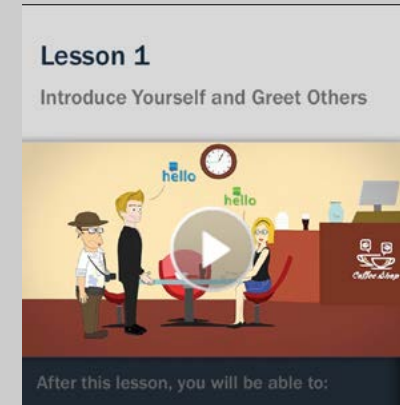 Lesson 1
Introduce Yourself and Greet Others
hello
hello
Coffee Shop
After this lesson, you will be able to: